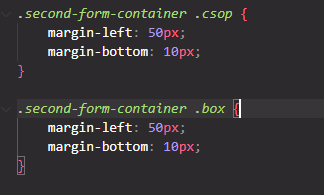 .second-form-container .csop {
    margin-left: 50px;
    margin-bottom: 10px;
}
.second-form-container .box {
    margin-left: 50px;
    margin-bottom: 10px;
}